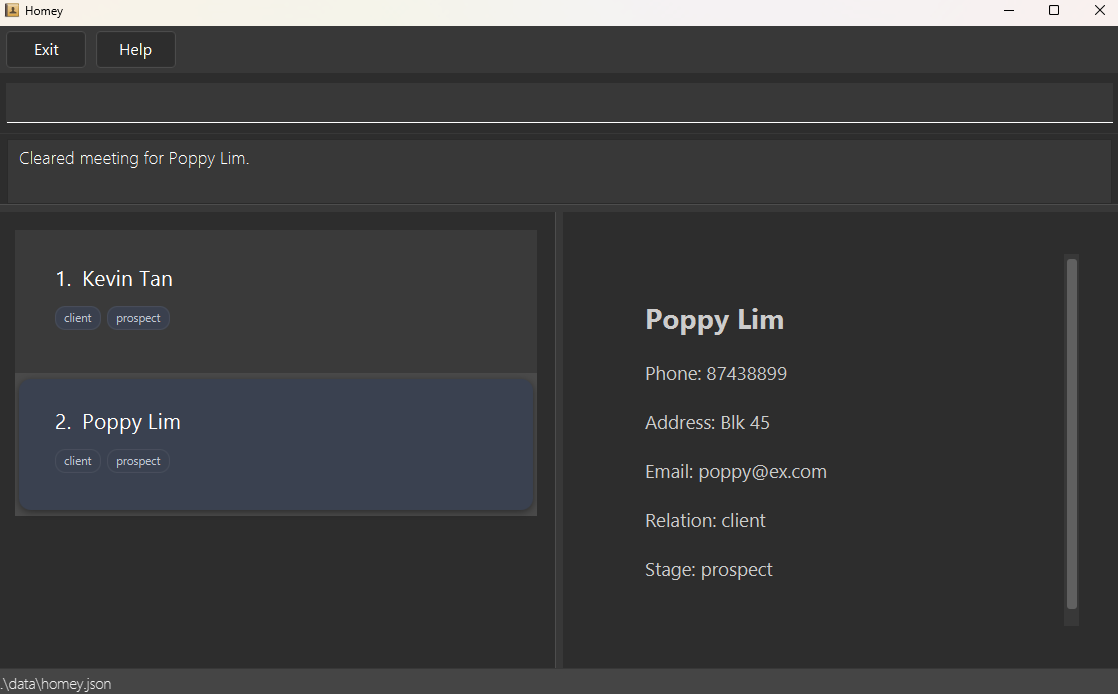 Homey
Exit Help
Cleared meeting for Poppy Lim.
1. Kevin Tan
client prospect
2. Poppy Lim
client prospect
Poppy Lim
Phone: 87438899
Address: Blk 45
Email: poppy@ex.com
Relation: client
Stage: prospect
.\data\homey.json